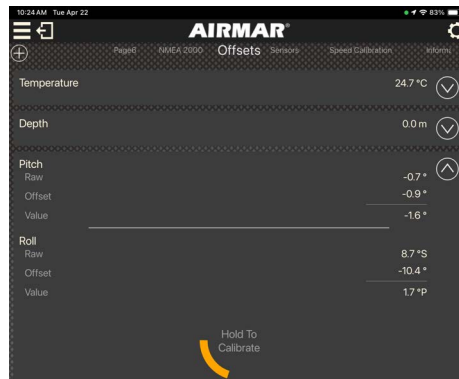 10:24 AM Tue Apr 22 83%
AIRMAR®
Page6 NMEA 2000 Offsets Sensors Speed Calibration Inform
Temperature 24.7 °C
Depth 0.0 m
Pitch
Raw -0.7 °
Offset -0.9 °
Value -1.6 °
Roll
Raw 8.7 °S
Offset -10.4 °
Value 1.7 °P
Hold To
Calibrate